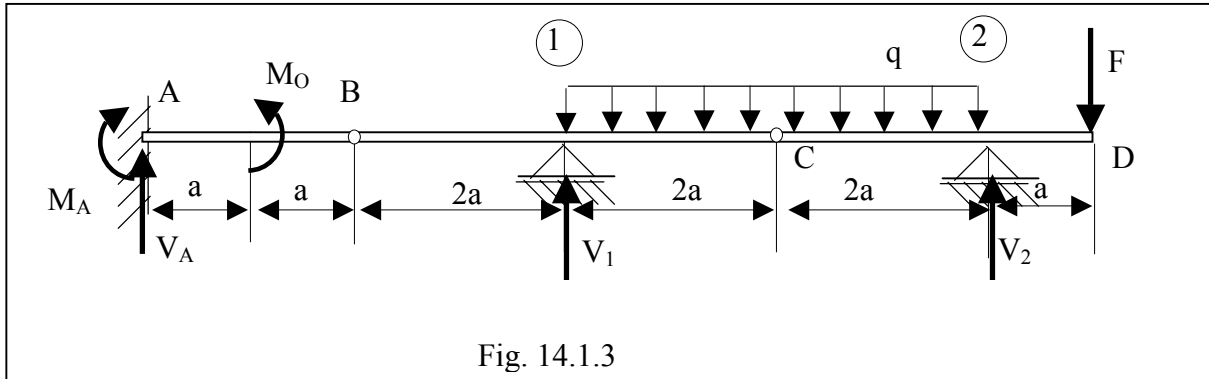 1 2
q F
A M_O B
C D
a a 2a 2a 2a a
M_A
V_A V_1 V_2
Fig. 14.1.3